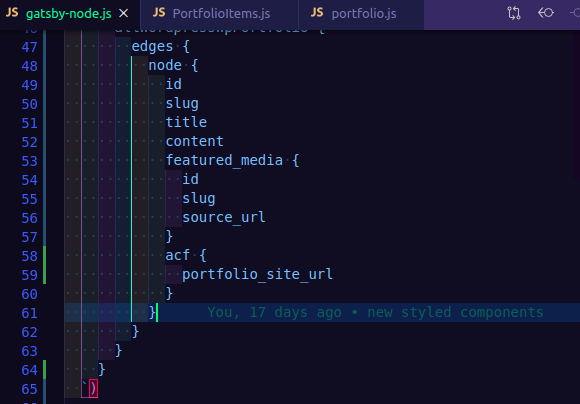 JS gatsby-node.js × JS PortfolioItems.js JS portfolio.js
47 edges {
48 node {
49 id
50 slug
51 title
52 content
53 featured_media {
54 id
55 slug
56 source_url
57 }
58 acf {
59 portfolio_site_url
60 }
61 } You, 17 days ago • new styled components
62 }
63 }
64 }
65 `)